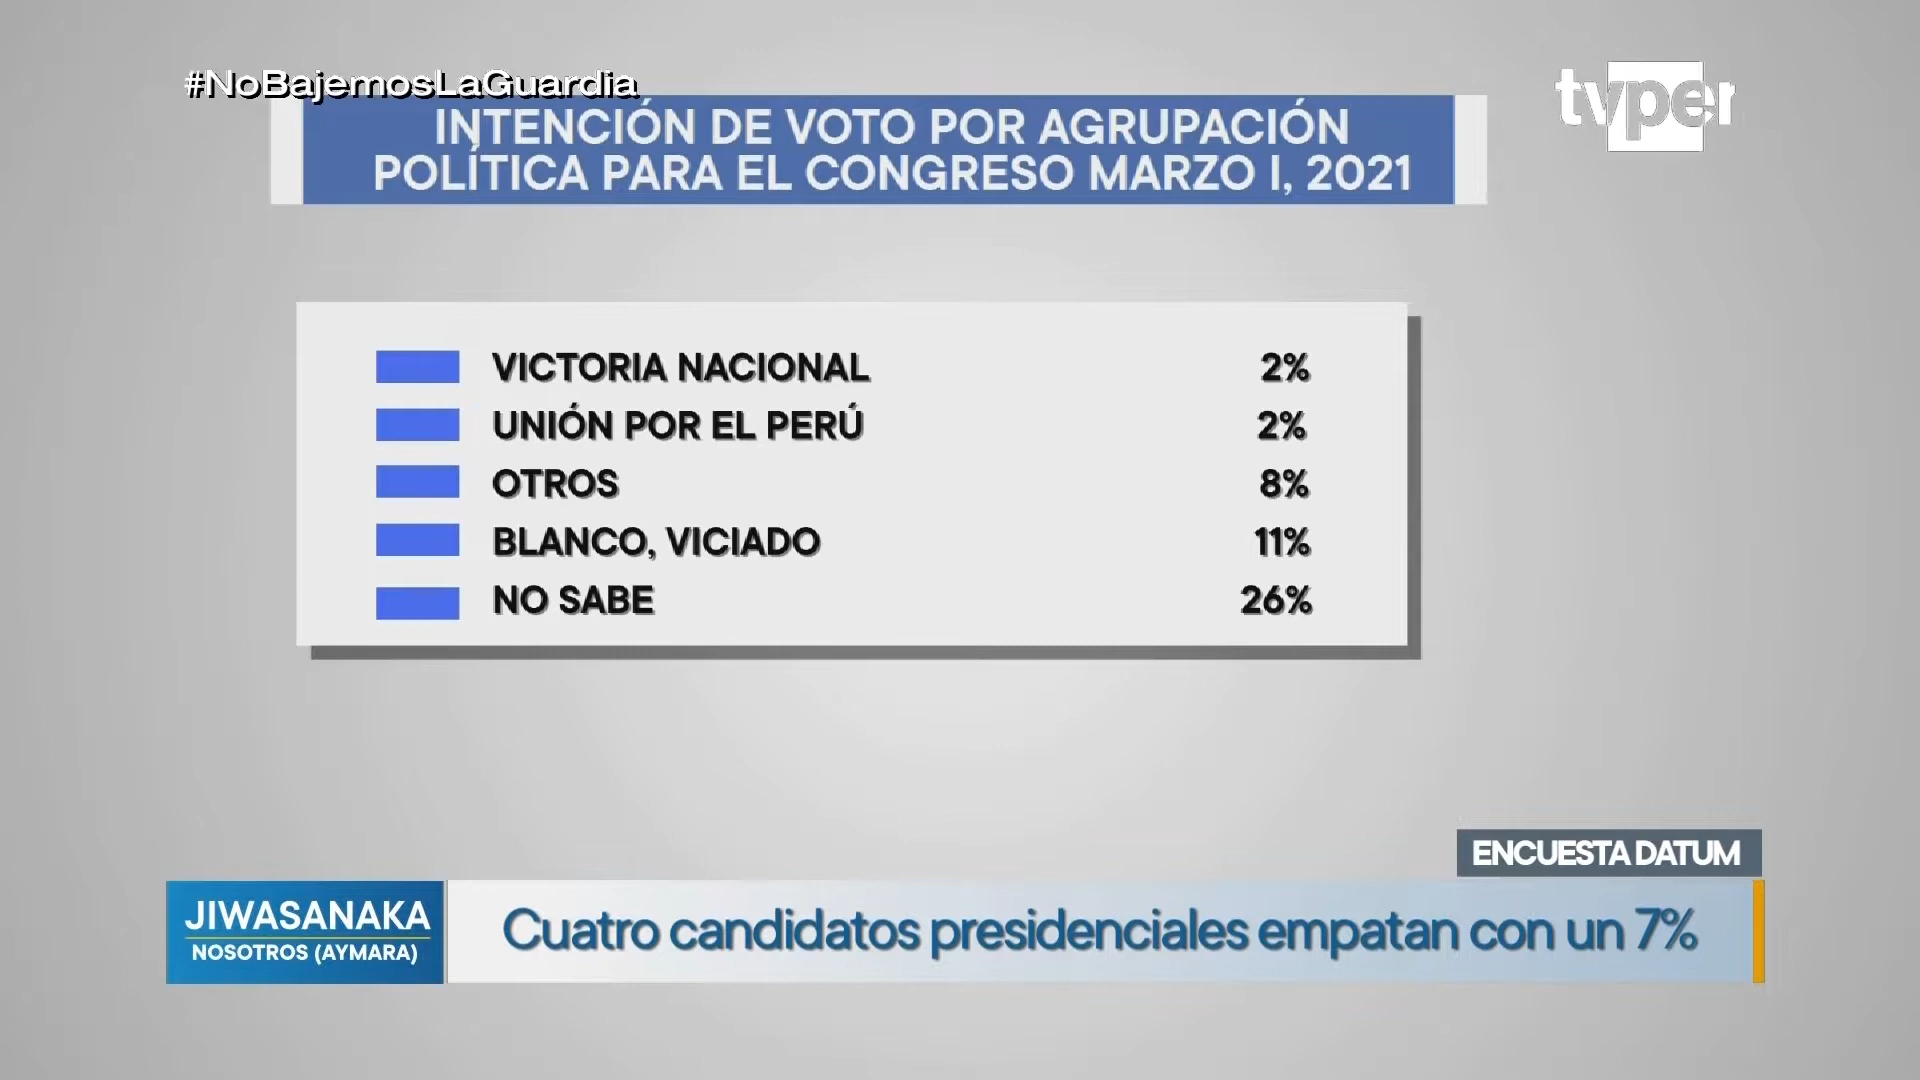 #NoBajemosLaGuardia
tvperú
INTENCIÓN DE VOTO POR AGRUPACIÓN
POLÍTICA PARA EL CONGRESO MARZO I, 2021
VICTORIA NACIONAL 2%
UNIÓN POR EL PERÚ 2%
OTROS 8%
BLANCO, VICIADO 11%
NO SABE 26%
ENCUESTA DATUM
JIWASANAKA
NOSOTROS (AYMARA)
Cuatro candidatos presidenciales empatan con un 7%